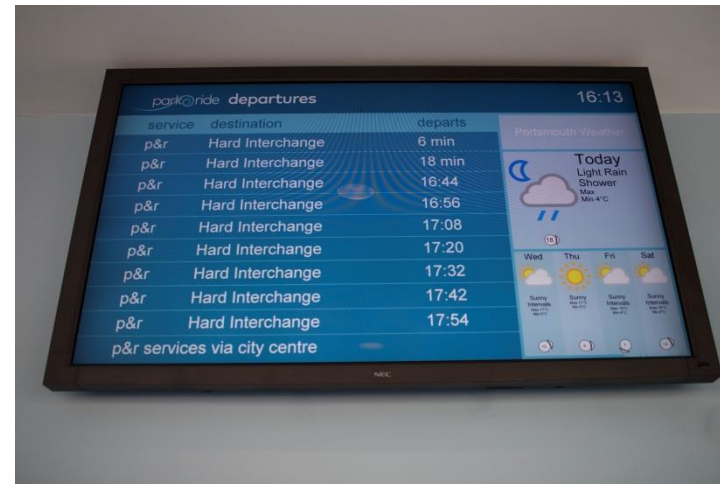 park&ride departures 16:13
service destination departs
p&r Hard Interchange 6 min
p&r Hard Interchange 18 min
p&r Hard Interchange 16:44
p&r Hard Interchange 16:56
p&r Hard Interchange 17:08
p&r Hard Interchange 17:20
p&r Hard Interchange 17:32
p&r Hard Interchange 17:42
p&r Hard Interchange 17:54
p&r services via city centre
Portsmouth Weather
Today
Light Rain
Shower
Max
Min 4°C
18
Wed Thu Fri Sat
Sunny Intervals
Sunny
Sunny Intervals
Sunny Intervals
NEC